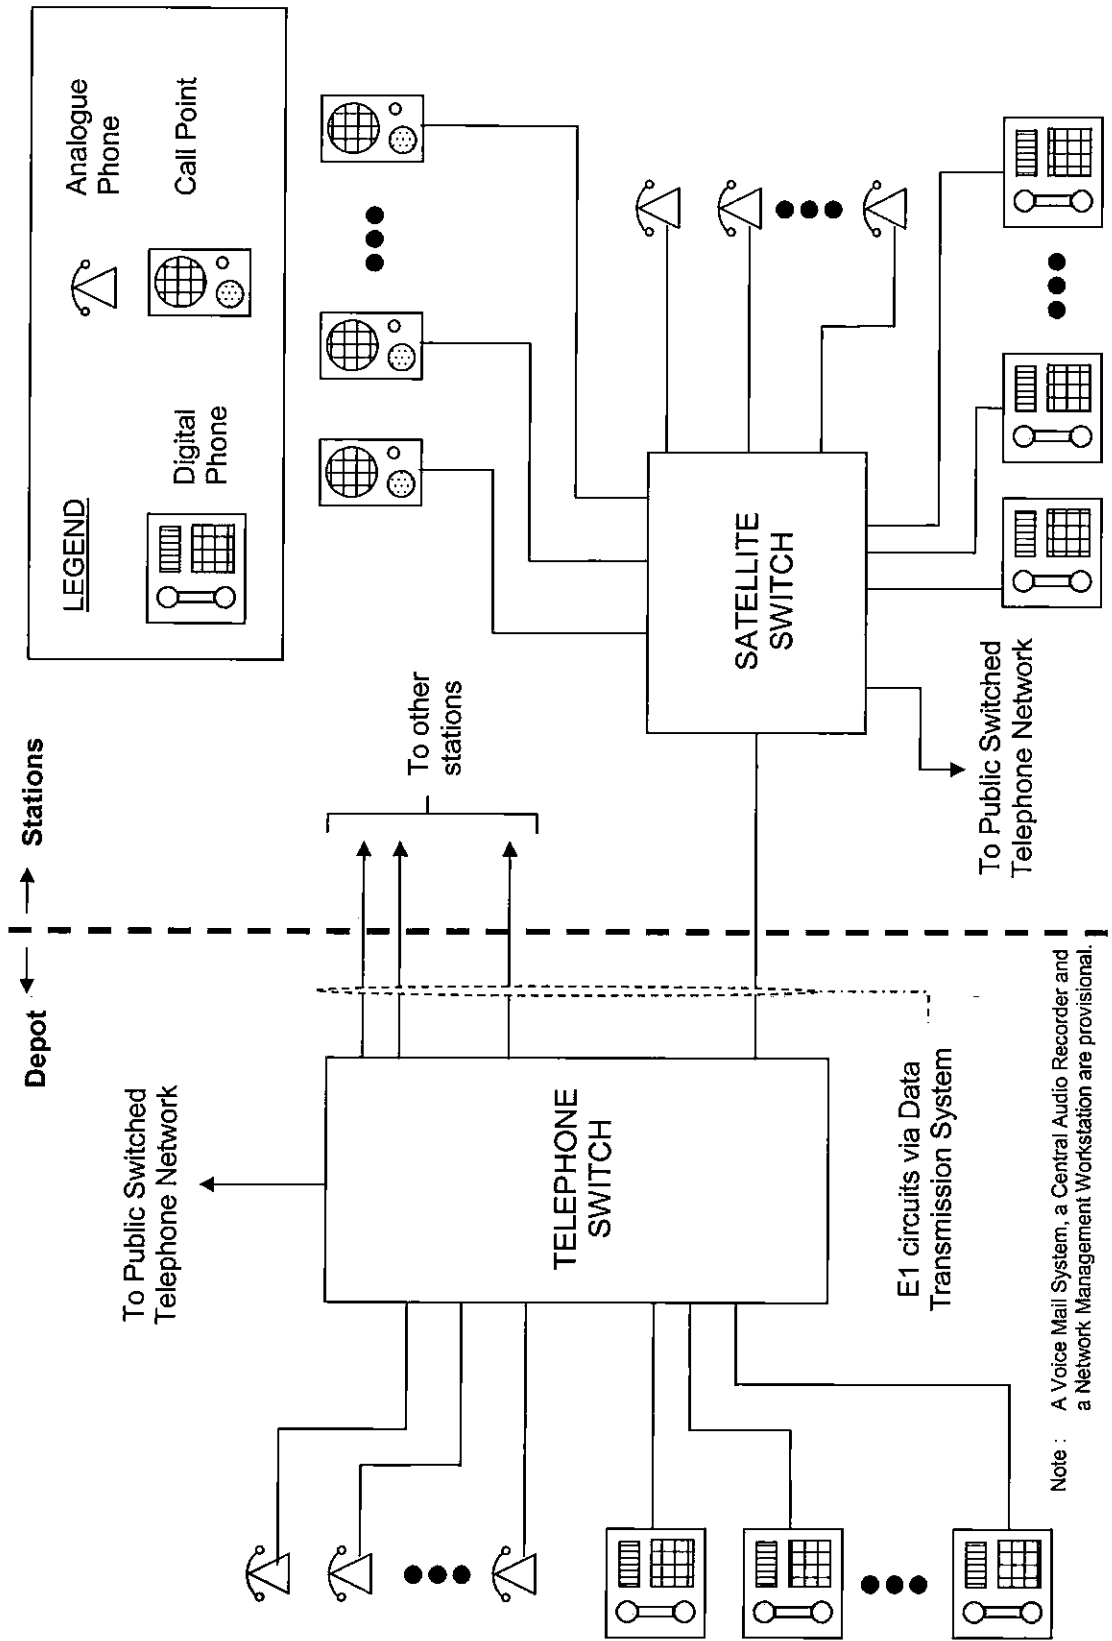 Depot
Stations
LEGEND
Digital
Phone
Analogue
Phone
Call Point
To Public Switched
Telephone Network
To other
stations
TELEPHONE
SWITCH
SATELLITE
SWITCH
E1 circuits via Data
Transmission System
To Public Switched
Telephone Network
Note : A Voice Mail System, a Central Audio Recorder and
a Network Management Workstation are provisional.